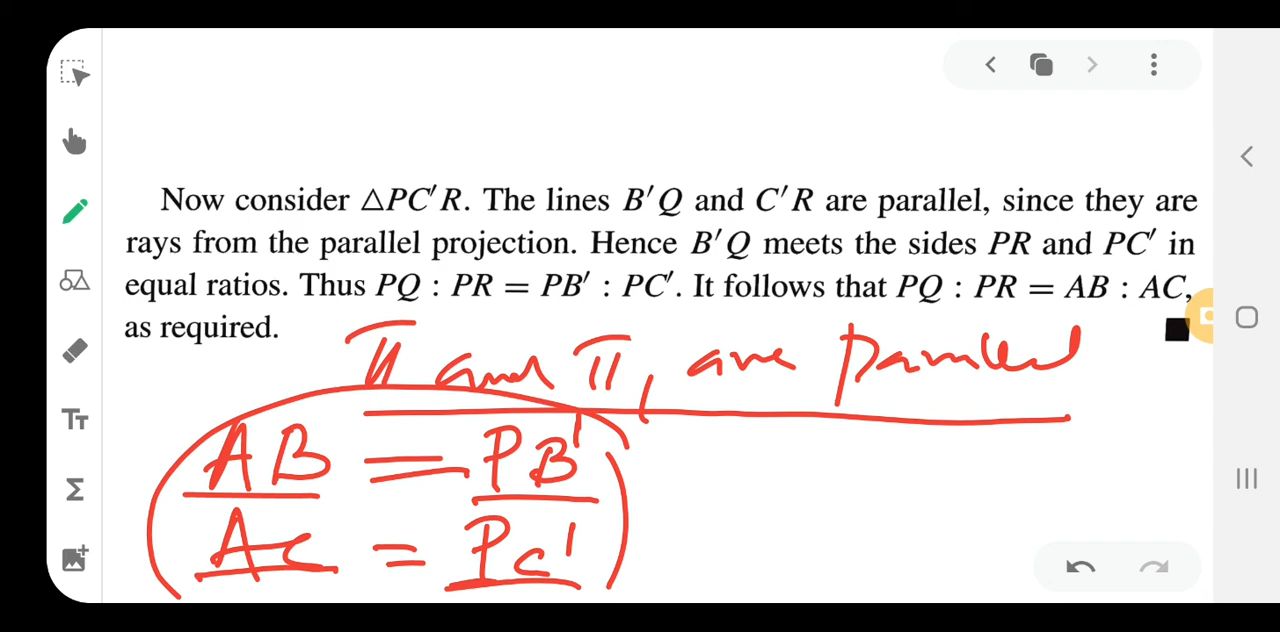 Now consider △PC′R. The lines B′Q and C′R are parallel, since they are
rays from the parallel projection. Hence B′Q meets the sides PR and PC′ in
equal ratios. Thus PQ : PR = PB′ : PC′. It follows that PQ : PR = AB : AC,
as required.
π and π, are parallel
AB = PB'
AC = PC'
Tт
Σ